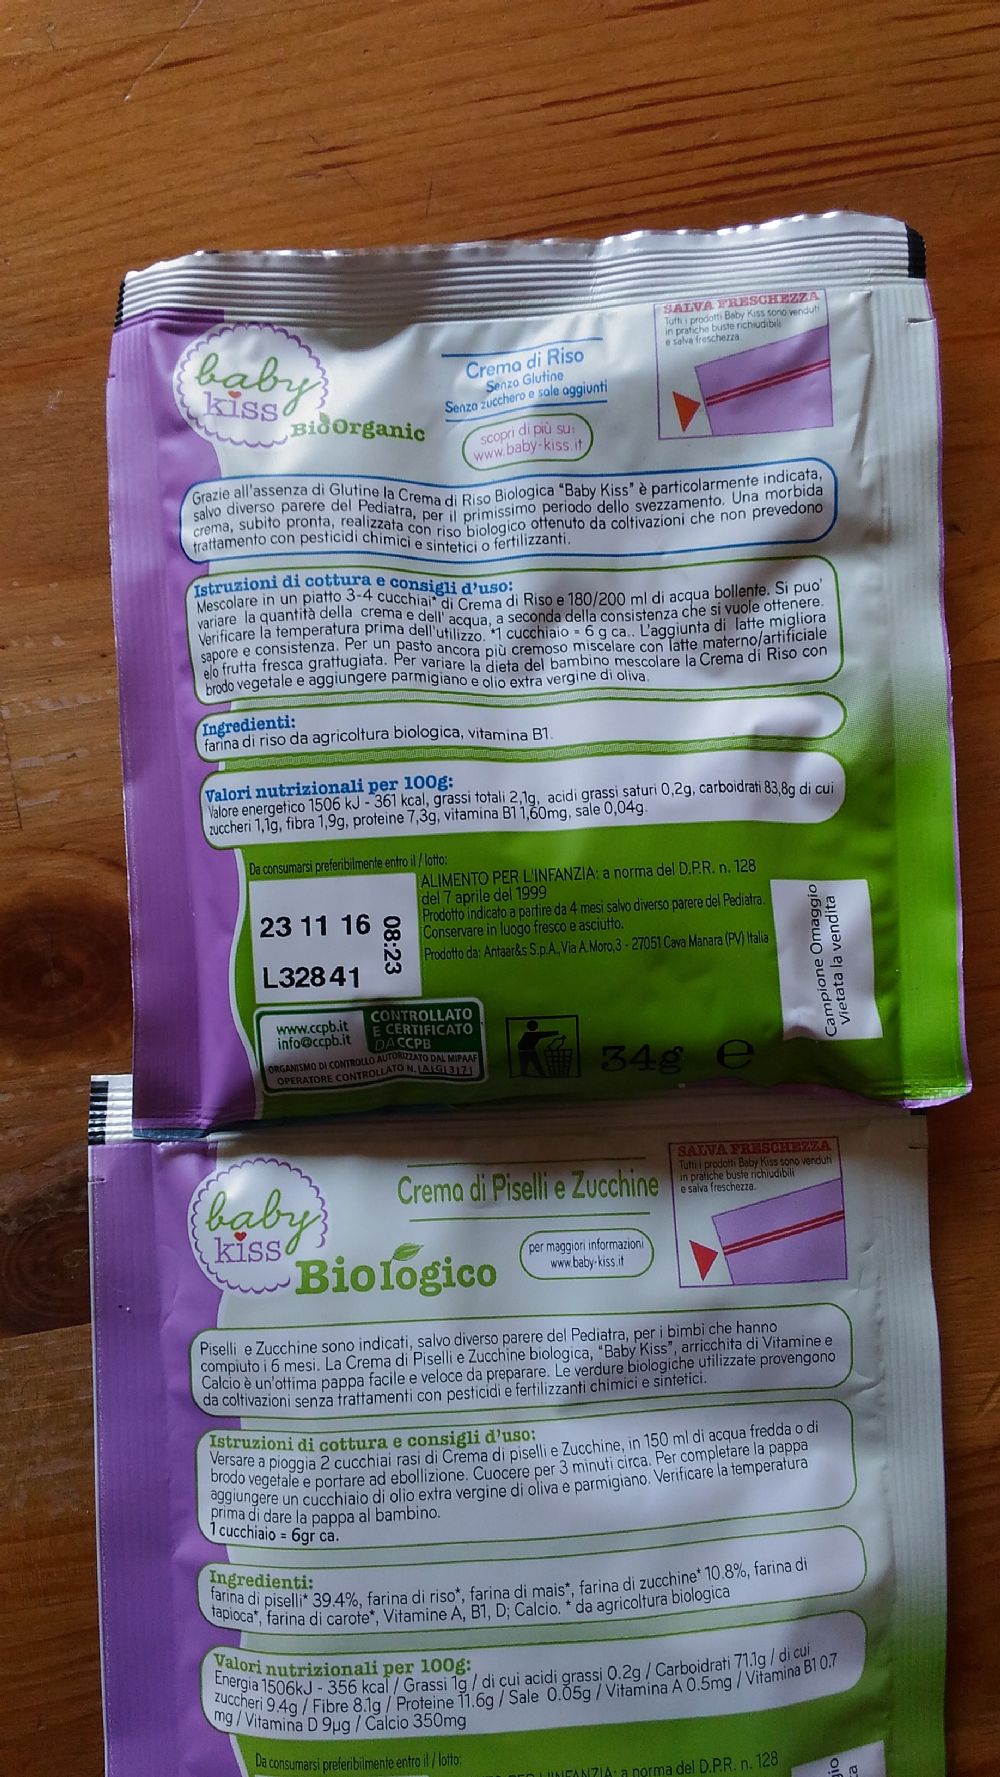 SALVA FRESCHEZZA
Tutti i prodotti Baby Kiss sono venduti
in pratiche buste richiudibili
e salva freschezza.
baby
kiss
BioOrganic
Crema di Riso
Senza Glutine
Senza zucchero e sale aggiunti
scopri di più su:
www.baby-kiss.it
Grazie all'assenza di Glutine la Crema di Riso Biologica "Baby Kiss" è particolarmente indicata,
salvo diverso parere del Pediatra, per il primissimo periodo dello svezzamento. Una morbida
crema, subito pronta, realizzata con riso biologico ottenuto da coltivazioni che non prevedono
trattamento con pesticidi chimici e sintetici o fertilizzanti.
Istruzioni di cottura e consigli d'uso:
Mescolare in un piatto 3-4 cucchiai* di Crema di Riso e 180/200 ml di acqua bollente. Si puo'
variare la quantità della crema e dell' acqua, a seconda della consistenza che si vuole ottenere.
Verificare la temperatura prima dell'utilizzo. *1 cucchiaio = 6 g ca.. L'aggiunta di latte migliora
sapore e consistenza. Per un pasto ancora più cremoso miscelare con latte materno/artificiale
e/o frutta fresca grattugiata. Per variare la dieta del bambino mescolare la Crema di Riso con
brodo vegetale e aggiungere parmigiano e olio extra vergine di oliva.
Ingredienti:
farina di riso da agricoltura biologica, vitamina B1.
Valori nutrizionali per 100g:
Valore energetico 1506 kJ - 361 kcal, grassi totali 2,1g, acidi grassi saturi 0,2g, carboidrati 83,8g di cui
zuccheri 1,1g, fibra 1,9g, proteine 7,3g, vitamina B1 1,60mg, sale 0,04g.
Da consumarsi preferibilmente entro il / lotto:
23 11 16 08:23
L328 41
ALIMENTO PER L'INFANZIA: a norma del D.P.R. n. 128
del 7 aprile del 1999
Prodotto indicato a partire da 4 mesi salvo diverso parere del Pediatra.
Conservare in luogo fresco e asciutto.
Prodotto da: Antaar&s S.p.A., Via A.Moro,3 - 27051 Cava Manara (PV) Italia
Campione Omaggio
Vietata la vendita
www.ccpb.it
info@ccpb.it
CONTROLLATO
E CERTIFICATO
DA CCPB
ORGANISMO DI CONTROLLO AUTORIZZATO DAL MIPAAF
OPERATORE CONTROLLATO N. |A|G|3|7|
34g e
baby
kiss
Biologico
Crema di Piselli e Zucchine
per maggiori informazioni
www.baby-kiss.it
SALVA FRESCHEZZA
Tutti i prodotti Baby Kiss sono venduti
in pratiche buste richiudibili
e salva freschezza.
Piselli e Zucchine sono indicati, salvo diverso parere del Pediatra, per i bimbi che hanno
compiuto i 6 mesi. La Crema di Piselli e Zucchine biologica, "Baby Kiss", arricchita di Vitamine e
Calcio è un'ottima pappa facile e veloce da preparare. Le verdure biologiche utilizzate provengono
da coltivazioni senza trattamenti con pesticidi e fertilizzanti chimici e sintetici.
Istruzioni di cottura e consigli d'uso:
Versare a pioggia 2 cucchiai rasi di Crema di piselli e Zucchine, in 150 ml di acqua fredda o di
brodo vegetale e portare ad ebollizione. Cuocere per 3 minuti circa. Per completare la pappa
aggiungere un cucchiaio di olio extra vergine di oliva e parmigiano. Verificare la temperatura
prima di dare la pappa al bambino.
1 cucchiaio = 6gr ca.
Ingredienti:
farina di piselli* 39.4%, farina di riso*, farina di mais*, farina di zucchine* 10.8%, farina di
tapioca*, farina di carote*, Vitamine A, B1, D; Calcio. * da agricoltura biologica
Valori nutrizionali per 100g:
Energia 1506kJ - 356 kcal / Grassi 1g / di cui acidi grassi 0.2g / Carboidrati 71.1g / di cui
zuccheri 9.4g / Fibre 8.1g / Proteine 11.6g / Sale 0.05g / Vitamina A 0.5mg / Vitamina B1 0.7
mg / Vitamina D 9µg / Calcio 350mg
Da consumarsi preferibilmente entro il / lotto:
L'INFANZIA: a norma del D.P.R. n. 128